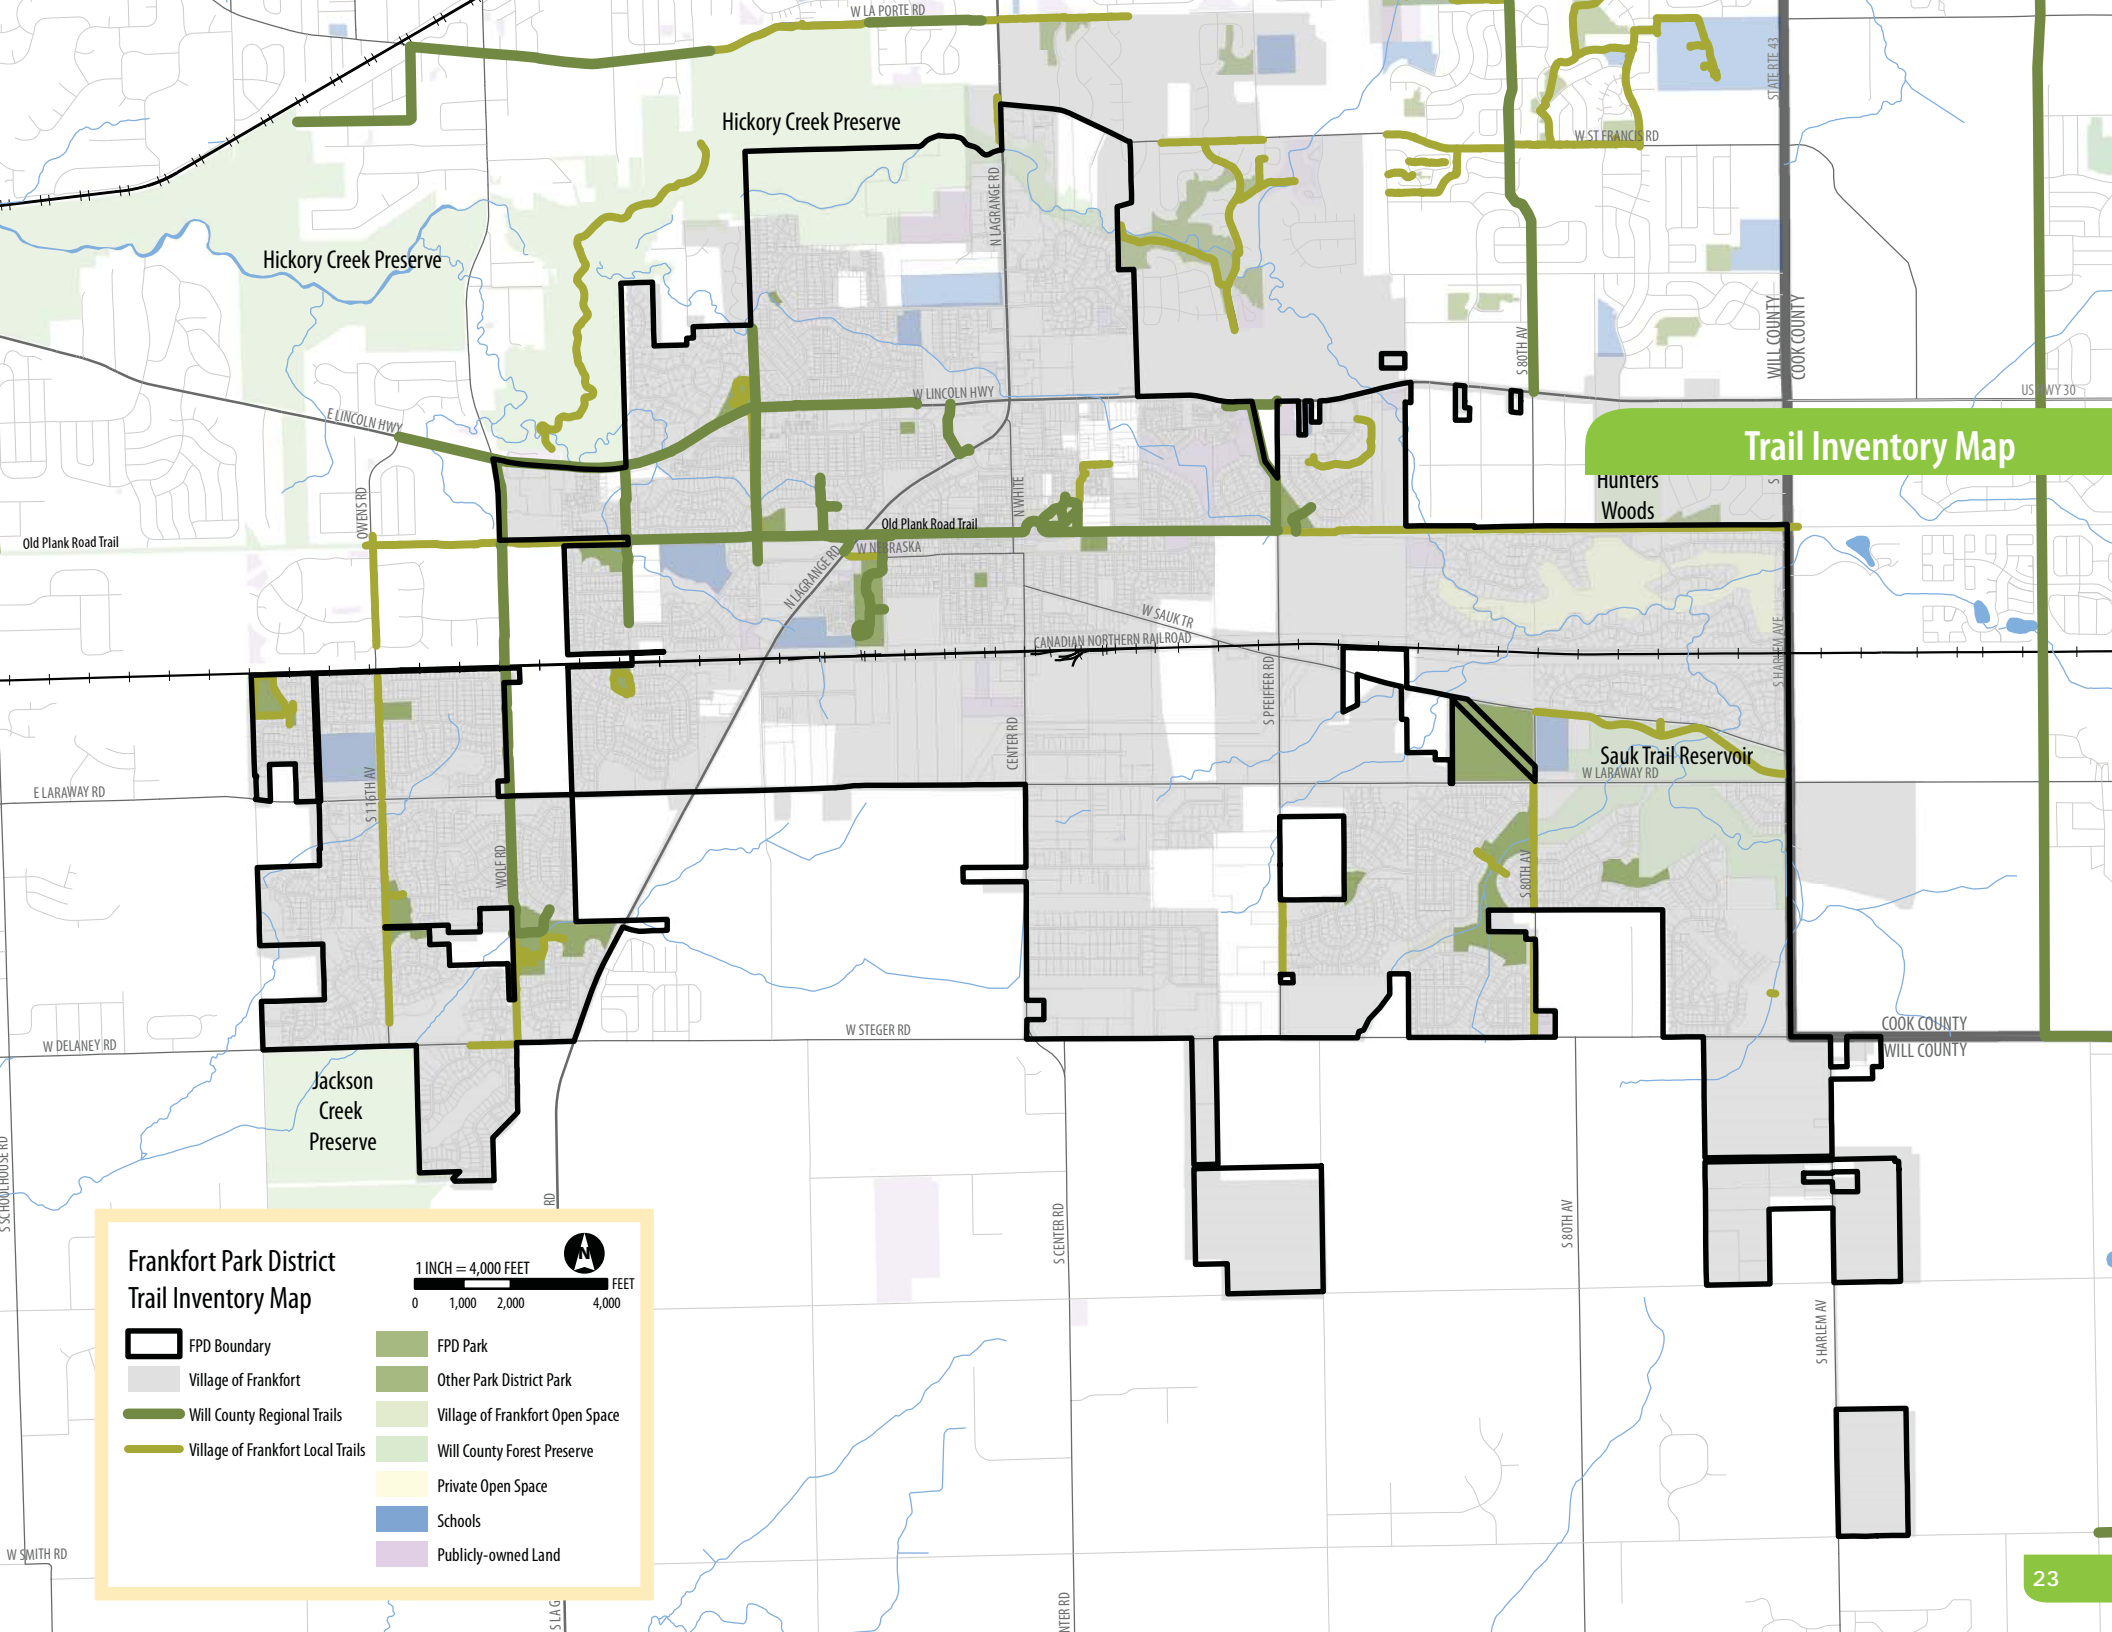 W LA PORTE RD
STATE RTE 43
Hickory Creek Preserve
W ST FRANCIS RD
N LAGRANGE RD
Hickory Creek Preserve
WILL COUNTY
COOK COUNTY
S 80TH AV
W LINCOLN HWY
US HWY 30
E LINCOLN HWY
Trail Inventory Map
Hunters
Woods
S
OWENS RD
N WHITE
Old Plank Road Trail
Old Plank Road Trail
W NEBRASKA
N LAGRANGE RD
W SAUK TR
CANADIAN NORTHERN RAILROAD
S HARLEM AVE
S PFEIFFER RD
CENTER RD
Sauk Trail Reservoir
W LARAWAY RD
E LARAWAY RD
S 116TH AV
WOLF RD
S 80TH AV
W STEGER RD
COOK COUNTY
WILL COUNTY
W DELANEY RD
Jackson
Creek
Preserve
S SCHOOLHOUSE RD
RD
S CENTER RD
S 80TH AV
S HARLEM AV
Frankfort Park District
Trail Inventory Map
1 INCH = 4,000 FEET
N
FEET
0 1,000 2,000 4,000
FPD Boundary
Village of Frankfort
Will County Regional Trails
Village of Frankfort Local Trails
FPD Park
Other Park District Park
Village of Frankfort Open Space
Will County Forest Preserve
Private Open Space
Schools
Publicly-owned Land
W SMITH RD
S LAG
NTER RD
23